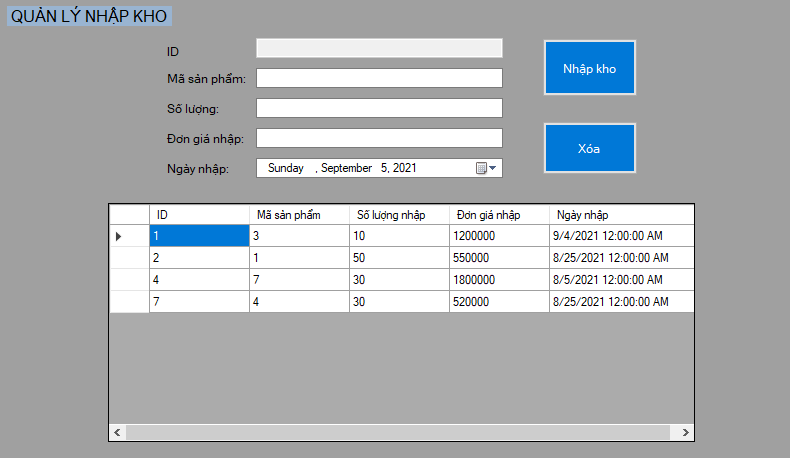 QUẢN LÝ NHẬP KHO
ID
Mã sản phẩm:
Nhập kho
Số lượng:
Đơn giá nhập:
Xóa
Ngày nhập: Sunday , September 5, 2021
ID Mã sản phẩm Số lượng nhập Đơn giá nhập Ngày nhập
1 3 10 1200000 9/4/2021 12:00:00 AM
2 1 50 550000 8/25/2021 12:00:00 AM
4 7 30 1800000 8/5/2021 12:00:00 AM
7 4 30 520000 8/25/2021 12:00:00 AM